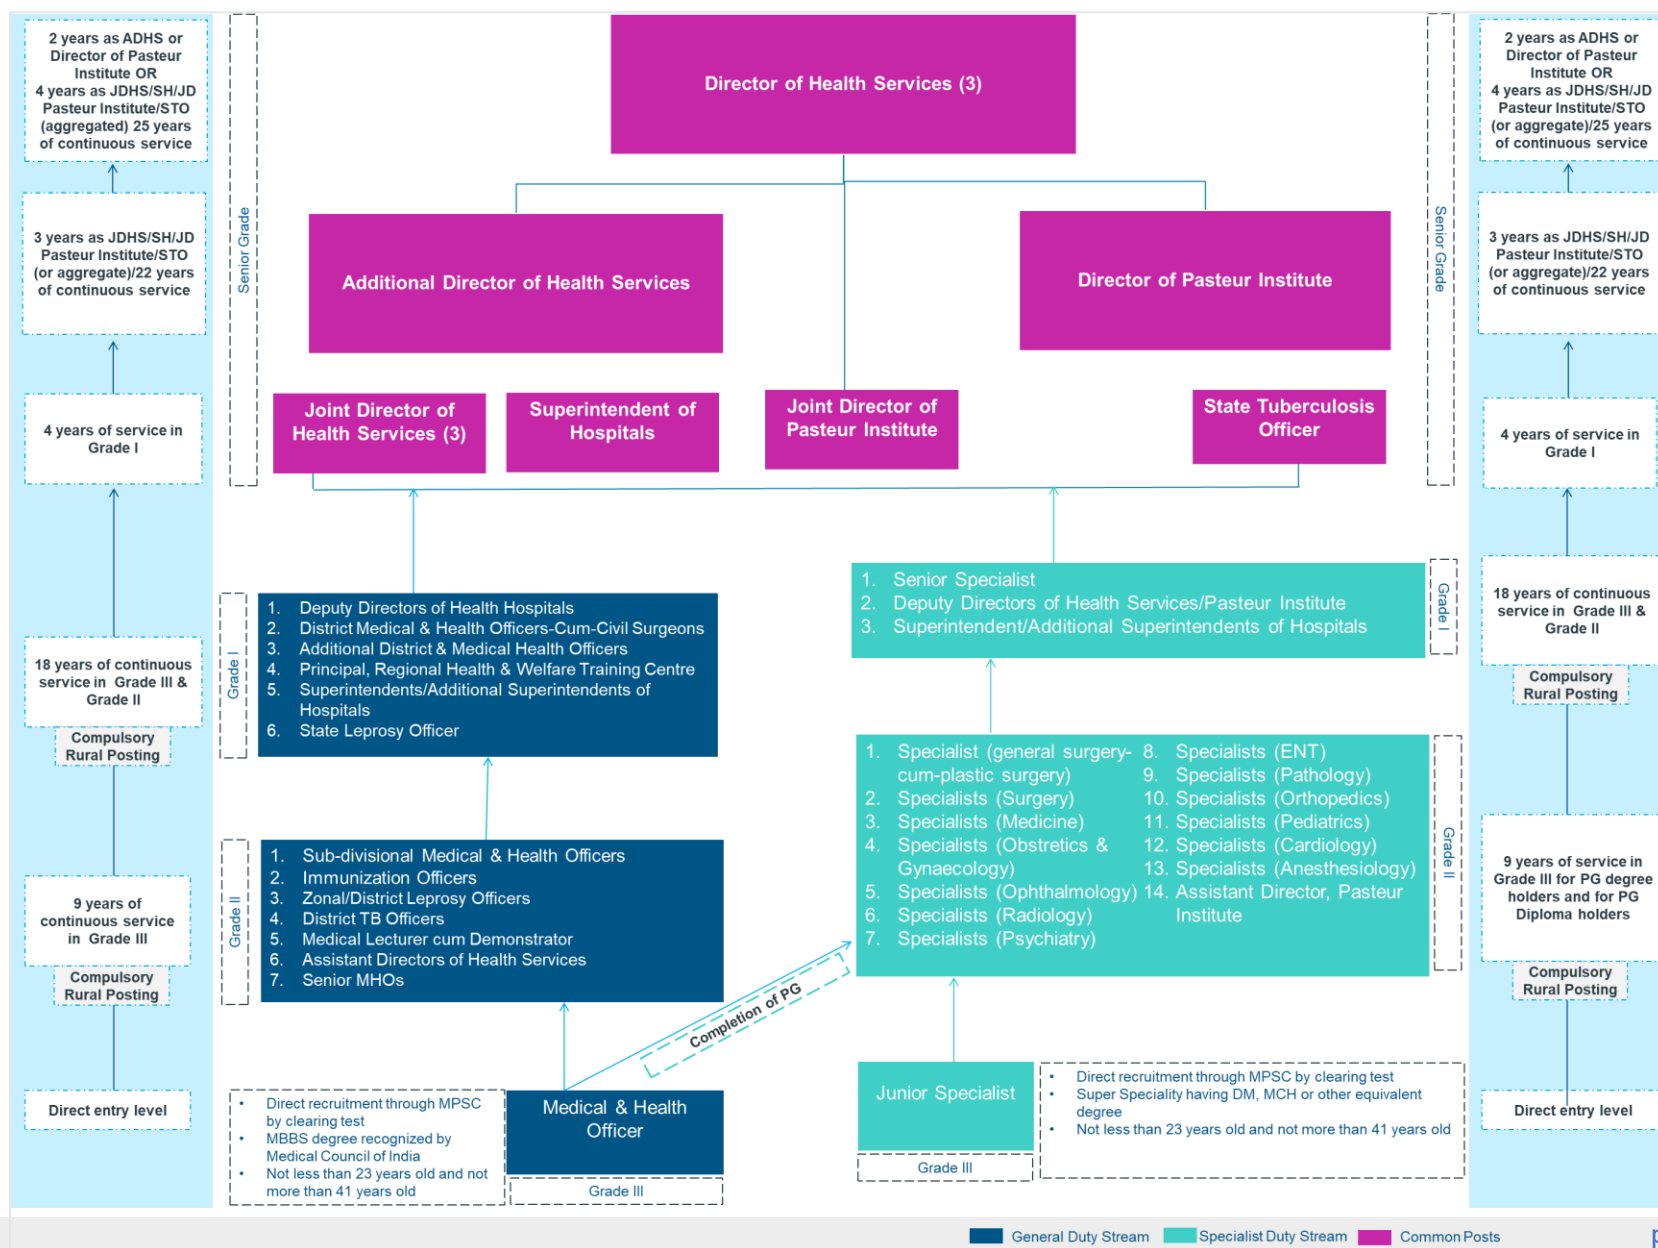 2 years as ADHS or
Director of Pasteur
Institute OR
4 years as JDHS/SH/JD
Pasteur Institute/STO
(aggregated) 25 years
of continuous service
3 years as JDHS/SH/JD
Pasteur Institute/STO
(or aggregate)/22 years
of continuous service
4 years of service in
Grade I
18 years of continuous
service in Grade III &
Grade II
Compulsory
Rural Posting
9 years of
continuous service
in Grade III
Compulsory
Rural Posting
Direct entry level
Senior Grade
Grade I
Grade II
Director of Health Services (3)
Additional Director of Health Services
Director of Pasteur Institute
Joint Director of
Health Services (3)
Superintendent of
Hospitals
Joint Director of
Pasteur Institute
State Tuberculosis
Officer
1. Deputy Directors of Health Hospitals
2. District Medical & Health Officers-Cum-Civil Surgeons
3. Additional District & Medical Health Officers
4. Principal, Regional Health & Welfare Training Centre
5. Superintendents/Additional Superintendents of
Hospitals
6. State Leprosy Officer
1. Sub-divisional Medical & Health Officers
2. Immunization Officers
3. Zonal/District Leprosy Officers
4. District TB Officers
5. Medical Lecturer cum Demonstrator
6. Assistant Directors of Health Services
7. Senior MHOs
• Direct recruitment through MPSC
by clearing test
• MBBS degree recognized by
Medical Council of India
• Not less than 23 years old and not
more than 41 years old
Medical & Health
Officer
Grade III
Completion of PG
1. Senior Specialist
2. Deputy Directors of Health Services/Pasteur Institute
3. Superintendent/Additional Superintendents of Hospitals
1. Specialist (general surgery-
cum-plastic surgery)
2. Specialists (Surgery)
3. Specialists (Medicine)
4. Specialists (Obstretics &
Gynaecology)
5. Specialists (Ophthalmology)
6. Specialists (Radiology)
7. Specialists (Psychiatry)
8. Specialists (ENT)
9. Specialists (Pathology)
10. Specialists (Orthopedics)
11. Specialists (Pediatrics)
12. Specialists (Cardiology)
13. Specialists (Anesthesiology)
14. Assistant Director, Pasteur
Institute
Junior Specialist
Grade III
• Direct recruitment through MPSC by clearing test
• Super Speciality having DM, MCH or other equivalent
degree
• Not less than 23 years old and not more than 41 years old
Senior Grade
Grade I
Grade II
2 years as ADHS or
Director of Pasteur
Institute OR
4 years as JDHS/SH/JD
Pasteur Institute/STO
(or aggregate)/25 years
of continuous service
3 years as JDHS/SH/JD
Pasteur Institute/STO
(or aggregate)/22 years
of continuous service
4 years of service in
Grade I
18 years of continuous
service in Grade III &
Grade II
Compulsory
Rural Posting
9 years of service in
Grade III for PG degree
holders and for PG
Diploma holders
Compulsory
Rural Posting
Direct entry level
General Duty Stream
Specialist Duty Stream
Common Posts